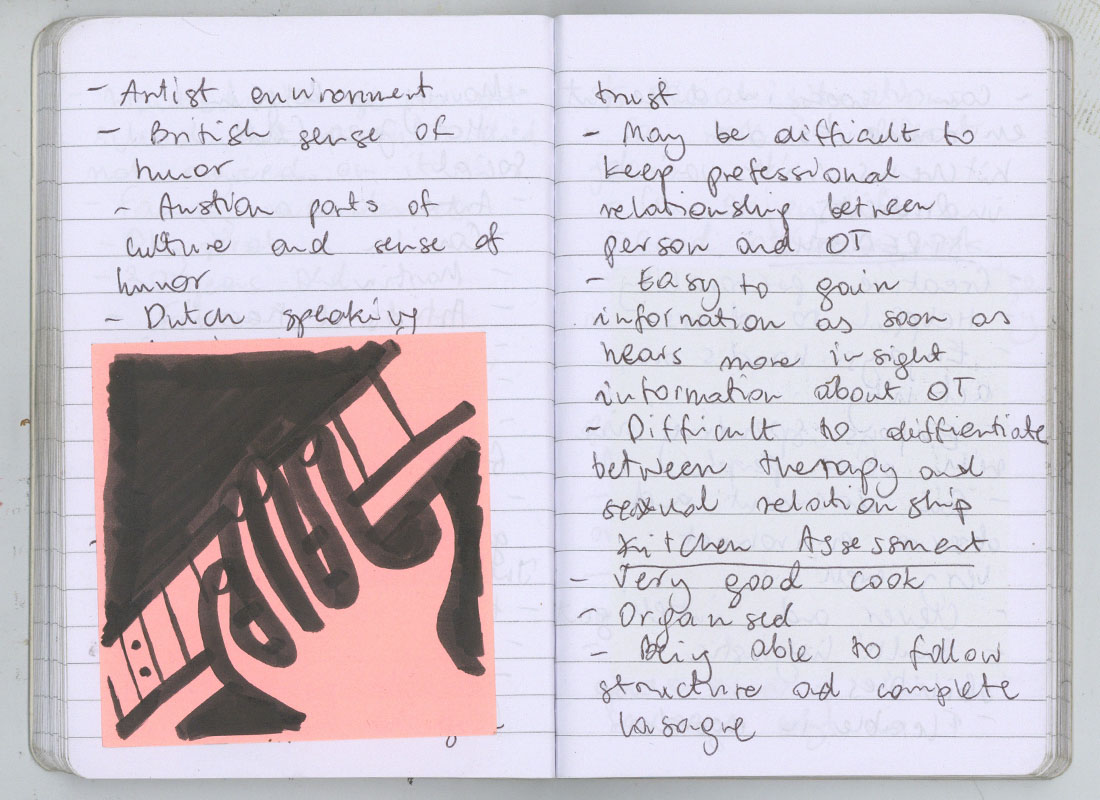 - Artist environment
- British sense of
humor
- Austrian parts of
culture and sense of
humor
- Dutch speaking
trust
- May be difficult to
keep professional
relationship between
person and OT
- Easy to gain
information as soon as
hears more insight
information about OT
- Difficult to diffientiate
between therapy and
sexual relationship
Kitchen Assessment
- Very good cook
- Organised
- Being able to follow
structure and complete
lasagne